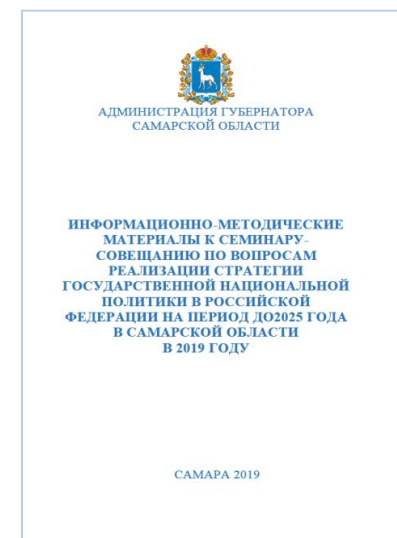 АДМИНИСТРАЦИЯ ГУБЕРНАТОРА
САМАРСКОЙ ОБЛАСТИ
ИНФОРМАЦИОННО-МЕТОДИЧЕСКИЕ
МАТЕРИАЛЫ К СЕМИНАРУ-
СОВЕЩАНИЮ ПО ВОПРОСАМ
РЕАЛИЗАЦИИ СТРАТЕГИИ
ГОСУДАРСТВЕННОЙ НАЦИОНАЛЬНОЙ
ПОЛИТИКИ В РОССИЙСКОЙ
ФЕДЕРАЦИИ НА ПЕРИОД ДО2025 ГОДА
В САМАРСКОЙ ОБЛАСТИ
В 2019 ГОДУ
САМАРА 2019